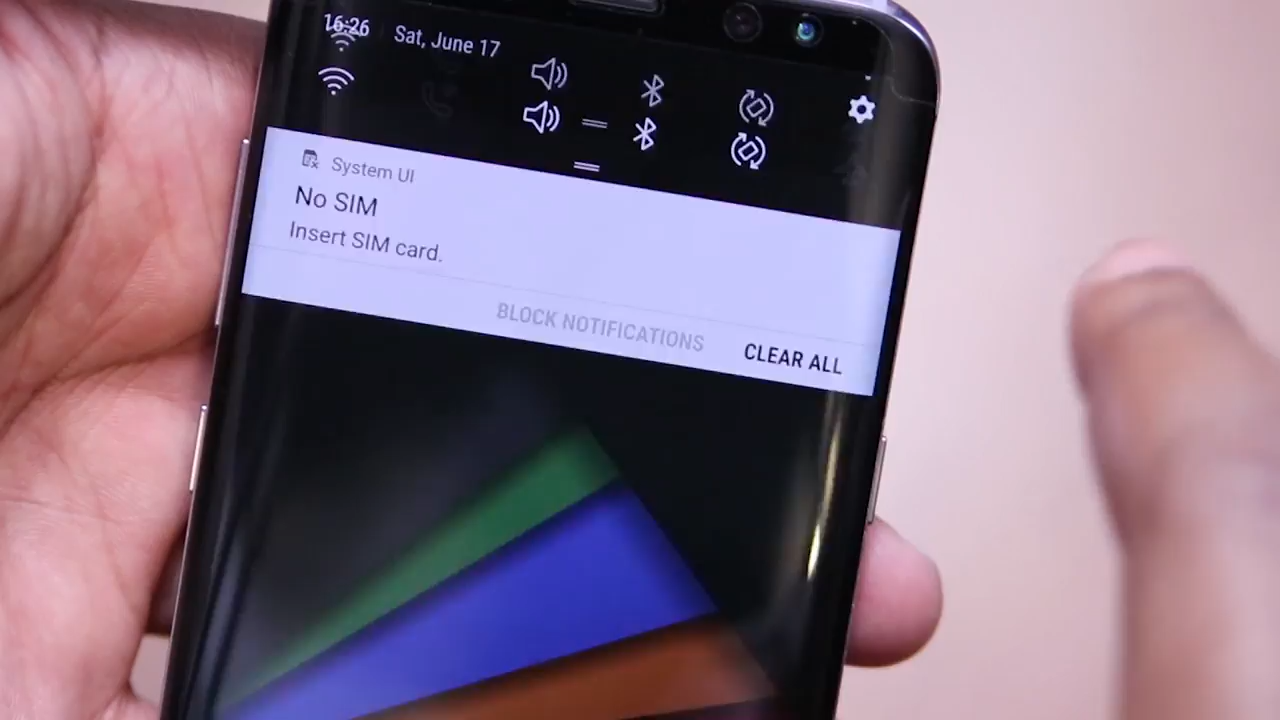 16:26
Sat, June 17
System UI
No SIM
Insert SIM card.
BLOCK NOTIFICATIONS
CLEAR ALL